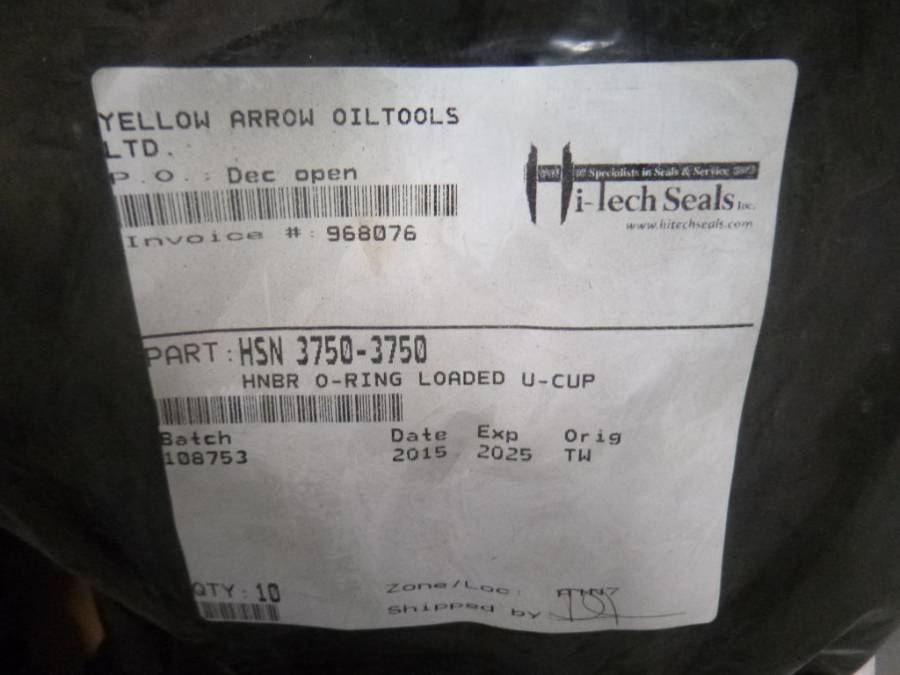 YELLOW ARROW OILTOOLS
LTD.
P.O.: Dec open
Invoice #: 968076
Specialists in Seals & Service
Hi-Tech Seals Inc.
www.hitechseals.com
PART: HSN 3750-3750
HNBR O-RING LOADED U-CUP
Batch Date Exp Orig
108753 2015 2025 TW
QTY: 10
Zone/Loc:
Shipped by